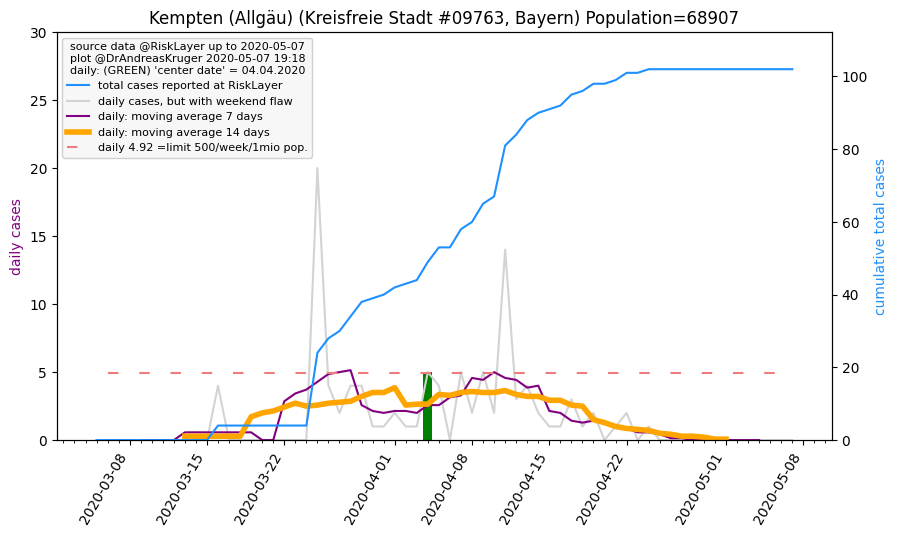 Kempten (Allgäu) (Kreisfreie Stadt #09763, Bayern) Population=68907
source data @RiskLayer up to 2020-05-07
plot @DrAndreasKruger 2020-05-07 19:18
daily: (GREEN) 'center date' = 04.04.2020
total cases reported at RiskLayer
daily cases, but with weekend flaw
daily: moving average 7 days
daily: moving average 14 days
daily 4.92 =limit 500/week/1mio pop.
daily cases
30
25
20
15
10
5
0
cumulative total cases
100
80
60
40
20
0
2020-03-08
2020-03-15
2020-03-22
2020-04-01
2020-04-08
2020-04-15
2020-04-22
2020-05-01
2020-05-08